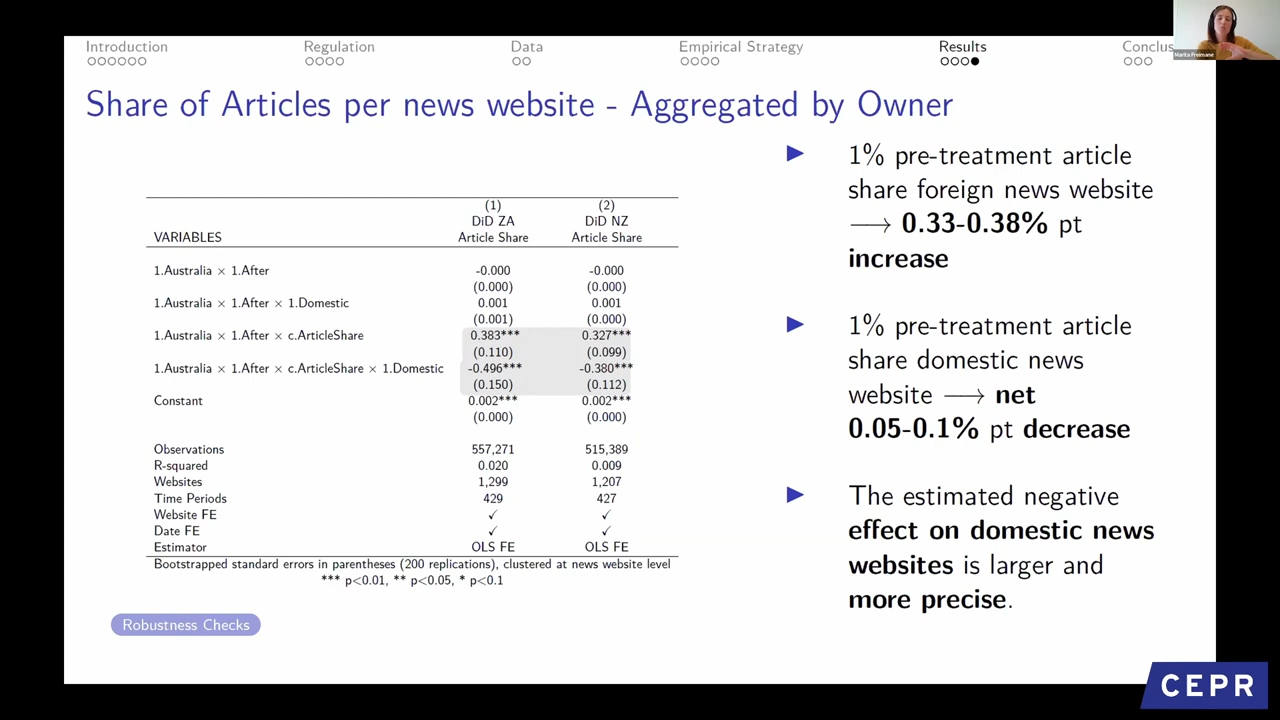 Marita Freimane
Introduction Regulation Data Empirical Strategy Results Conclus
Share of Articles per news website - Aggregated by Owner
(1) (2)
DiD ZA DiD NZ
VARIABLES Article Share Article Share
1.Australia × 1.After -0.000 -0.000
(0.000) (0.000)
1.Australia × 1.After × 1.Domestic 0.001 0.001
(0.001) (0.000)
1.Australia × 1.After × c.ArticleShare 0.383*** 0.327***
(0.110) (0.099)
1.Australia × 1.After × c.ArticleShare × 1.Domestic -0.496*** -0.380***
(0.150) (0.112)
Constant 0.002*** 0.002***
(0.000) (0.000)
Observations 557,271 515,389
R-squared 0.020 0.009
Websites 1,299 1,207
Time Periods 429 427
Website FE ✓ ✓
Date FE ✓ ✓
Estimator OLS FE OLS FE
Bootstrapped standard errors in parentheses (200 replications), clustered at news website level
*** p<0.01, ** p<0.05, * p<0.1
Robustness Checks
▶ 1% pre-treatment article
share foreign news website
⟶ 0.33-0.38% pt
increase
▶ 1% pre-treatment article
share domestic news
website ⟶ net
0.05-0.1% pt decrease
▶ The estimated negative
effect on domestic news
websites is larger and
more precise.
CEPR